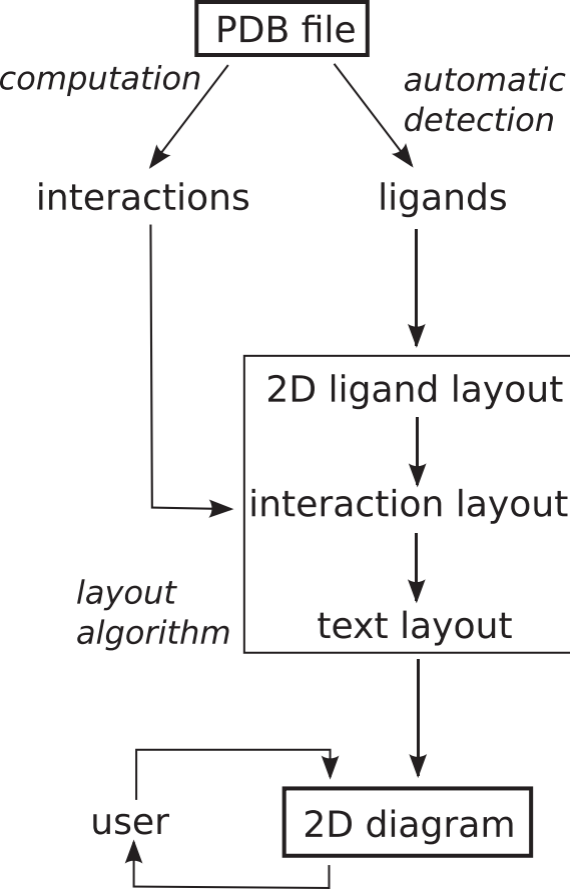 PDB file
computation
automatic
detection
interactions
ligands
2D ligand layout
interaction layout
layout
algorithm
text layout
user
2D diagram